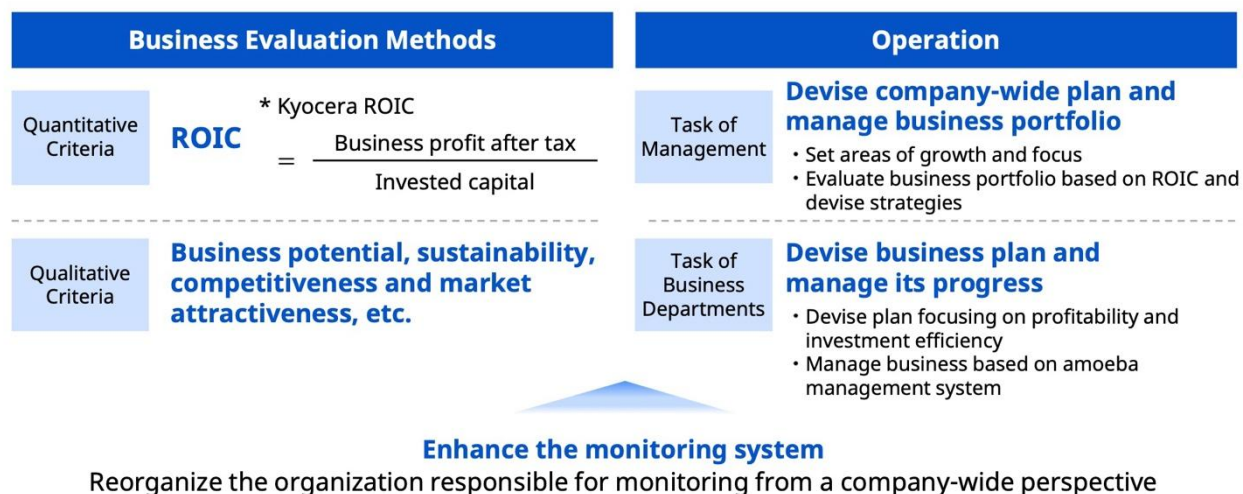 Business Evaluation Methods
Quantitative
Criteria
ROIC
* Kyocera ROIC
= Business profit after tax
Invested capital
Qualitative
Criteria
Business potential, sustainability,
competitiveness and market
attractiveness, etc.
Operation
Task of
Management
Devise company-wide plan and
manage business portfolio
・Set areas of growth and focus
・Evaluate business portfolio based on ROIC and
devise strategies
Task of
Business
Departments
Devise business plan and
manage its progress
・Devise plan focusing on profitability and
investment efficiency
・Manage business based on amoeba
management system
Enhance the monitoring system
Reorganize the organization responsible for monitoring from a company-wide perspective